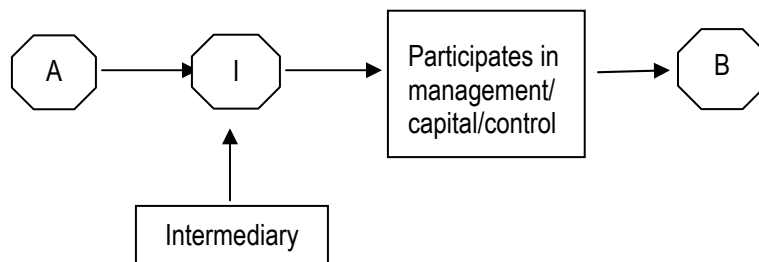 A
I
Participates in
management/
capital/control
B
Intermediary